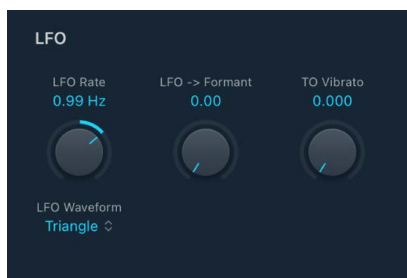 LFO
LFO Rate LFO -> Formant TO Vibrato
0.99 Hz 0.00 0.000
LFO Waveform
Triangle